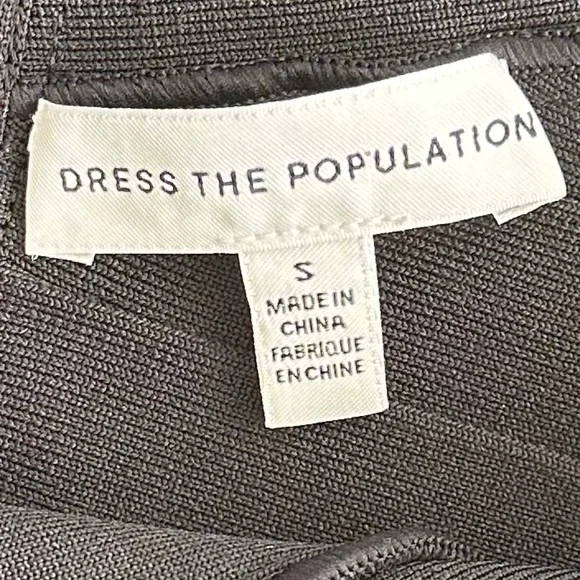 DRESS THE POPULATION
S
MADE IN
CHINA
FABRIQUE
EN CHINE